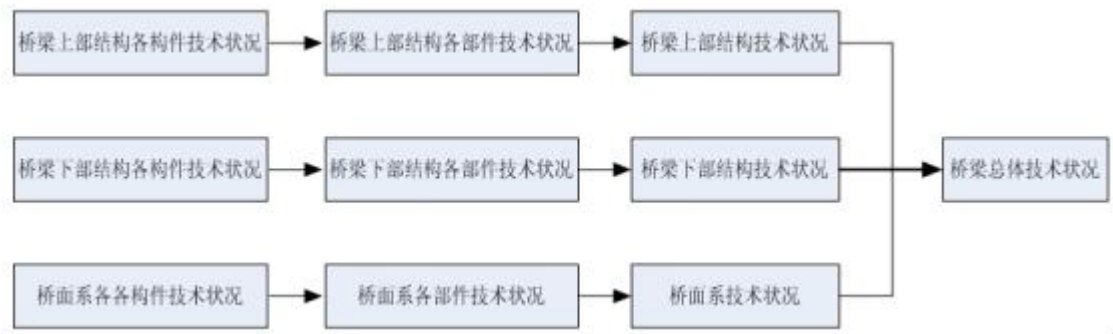 桥梁上部结构各构件技术状况
桥梁上部结构各部件技术状况
桥梁上部结构技术状况
桥梁下部结构各构件技术状况
桥梁下部结构各部件技术状况
桥梁下部结构技术状况
桥梁总体技术状况
桥面系各各构件技术状况
桥面系各部件技术状况
桥面系技术状况